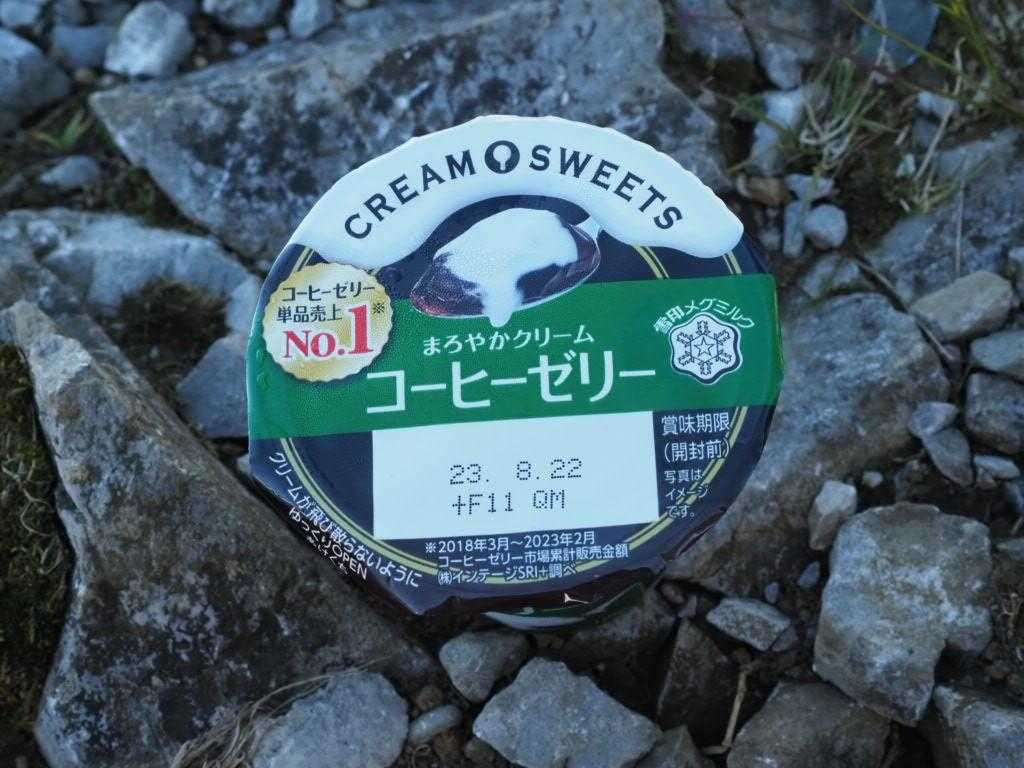 CREAM SWEETS
コーヒーゼリー
単品売上※
No.1
まろやかクリーム
コーヒーゼリー
雪印メグミルク
賞味期限
(開封前)
23. 8.22
+F11 QM
写真は
イメージ
です。
※2018年3月〜2023年2月
コーヒーゼリー市場累計販売金額
㈱インテージSRI+調べ
クリームが飛び散らないように
ゆっくりOPEN